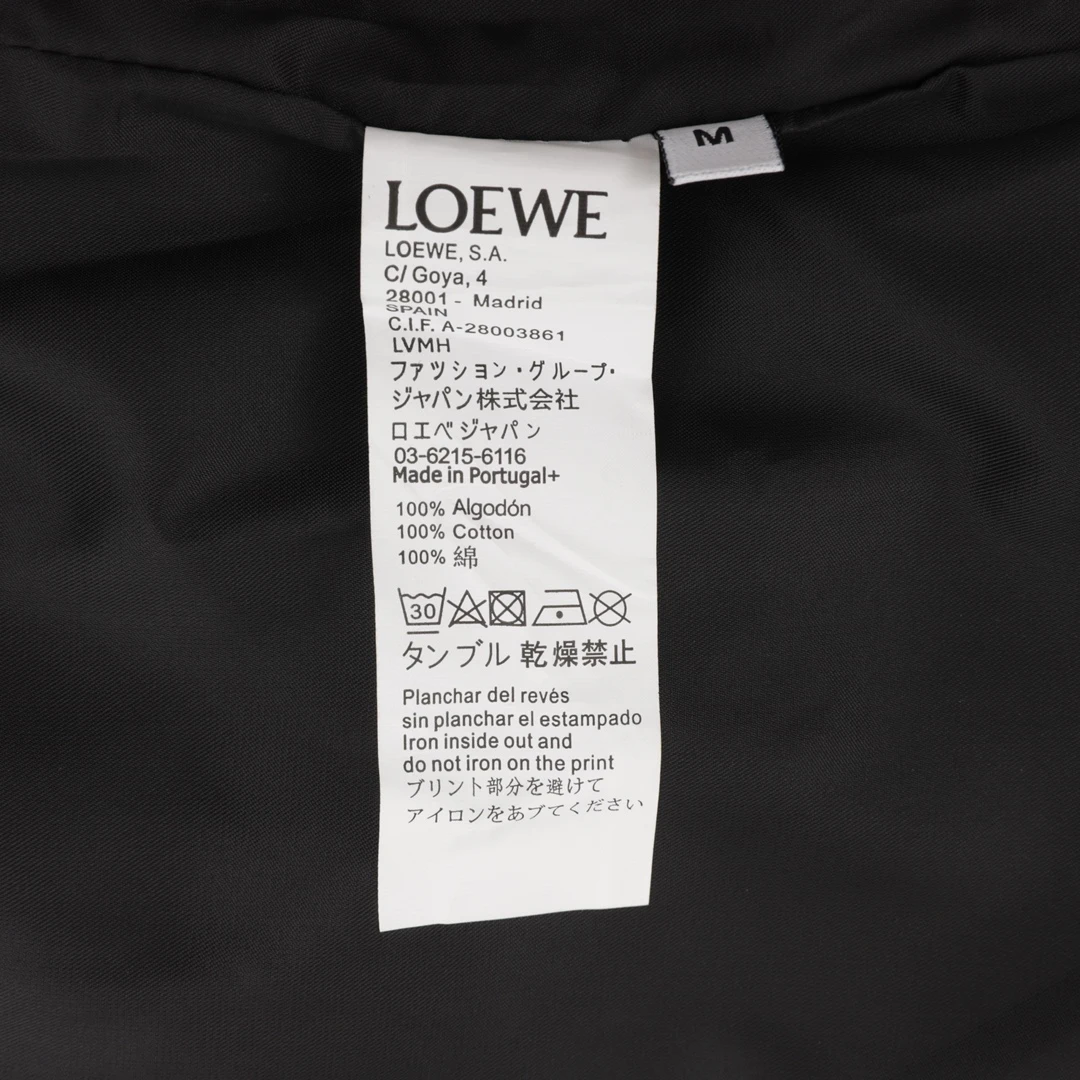 M
LOEWE
LOEWE, S.A.
C/ Goya, 4
28001 - Madrid
SPAIN
C.I.F. A-28003861
LVMH
ファツション・グループ・
ジャパン株式会社
ロエベジャパン
03-6215-6116
Made in Portugal+
100% Algodón
100% Cotton
100% 綿
30
タンブル 乾燥禁止
Planchar del revés
sin planchar el estampado
Iron inside out and
do not iron on the print
プリント部分を避けて
アイロンをあブてください